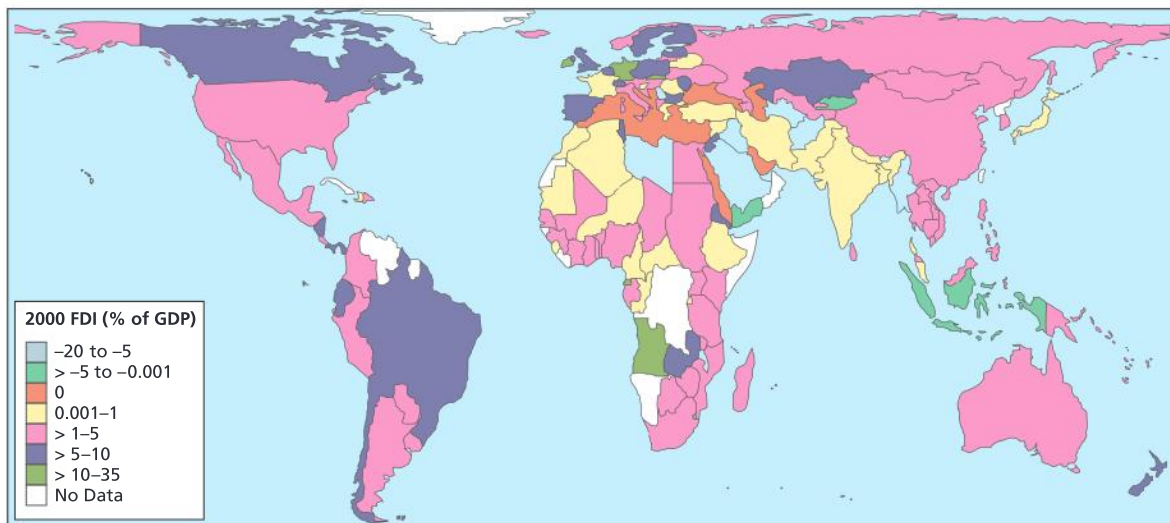 2000 FDI (% of GDP)
–20 to –5
> –5 to –0.001
0
0.001–1
> 1–5
> 5–10
> 10–35
No Data